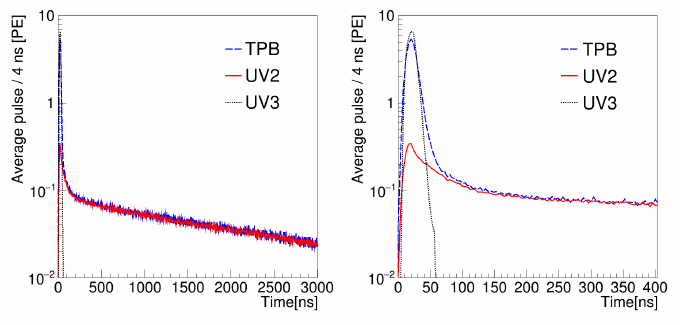 Average pulse / 4 ns [PE]
10
1
10⁻¹
10⁻²
TPB
UV2
UV3
0 500 1000 1500 2000 2500 3000
Time[ns]
Average pulse / 4 ns [PE]
10
1
10⁻¹
10⁻²
TPB
UV2
UV3
0 50 100 150 200 250 300 350 400
Time[ns]